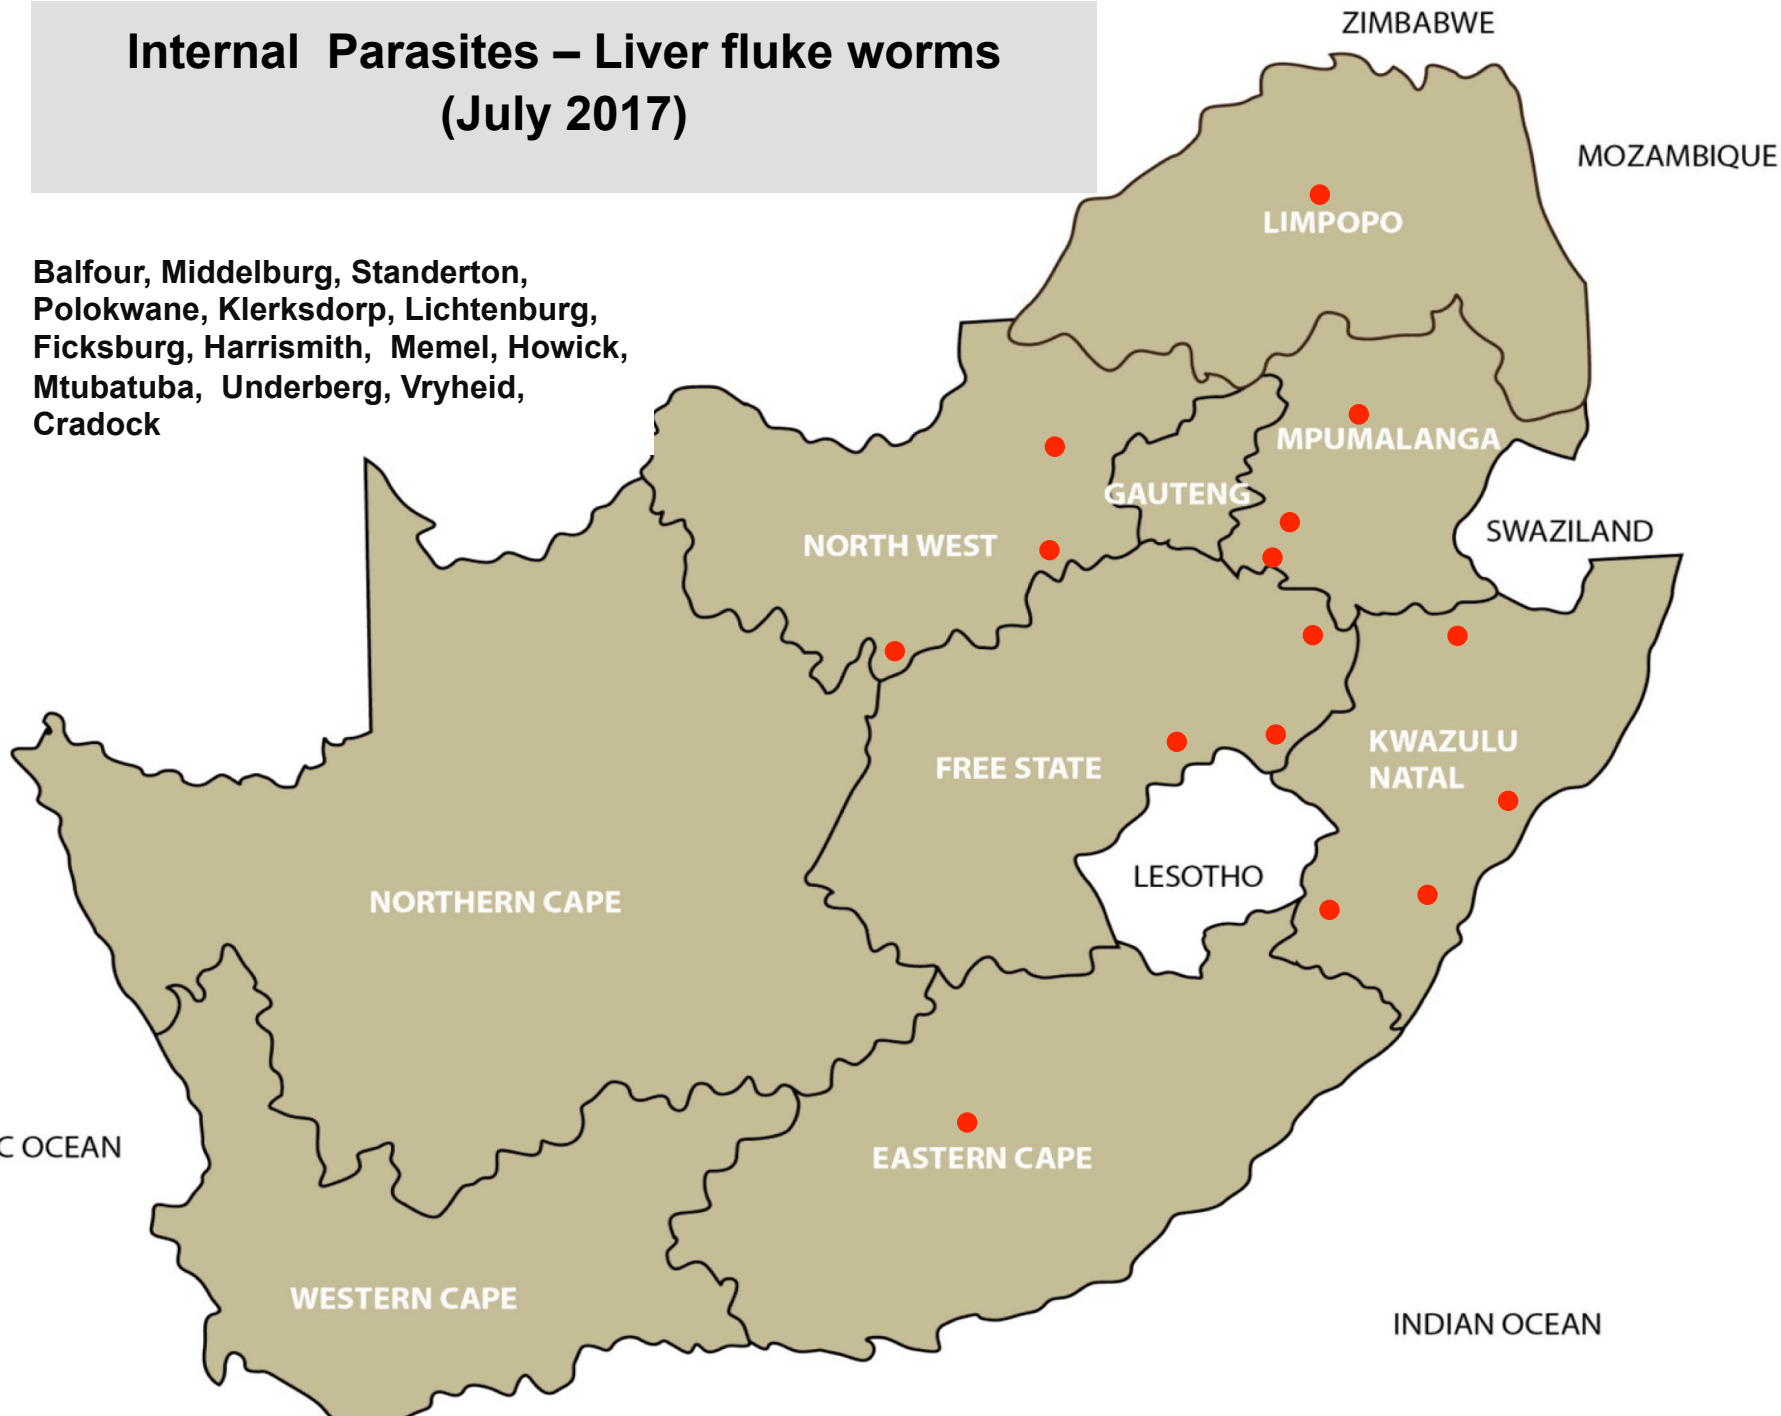 Internal Parasites – Liver fluke worms
(July 2017)
Balfour, Middelburg, Standerton,
Polokwane, Klerksdorp, Lichtenburg,
Ficksburg, Harrismith, Memel, Howick,
Mtubatuba, Underberg, Vryheid,
Cradock
ZIMBABWE
MOZAMBIQUE
LIMPOPO
MPUMALANGA
GAUTENG
SWAZILAND
NORTH WEST
KWAZULU
NATAL
FREE STATE
LESOTHO
NORTHERN CAPE
C OCEAN
EASTERN CAPE
WESTERN CAPE
INDIAN OCEAN